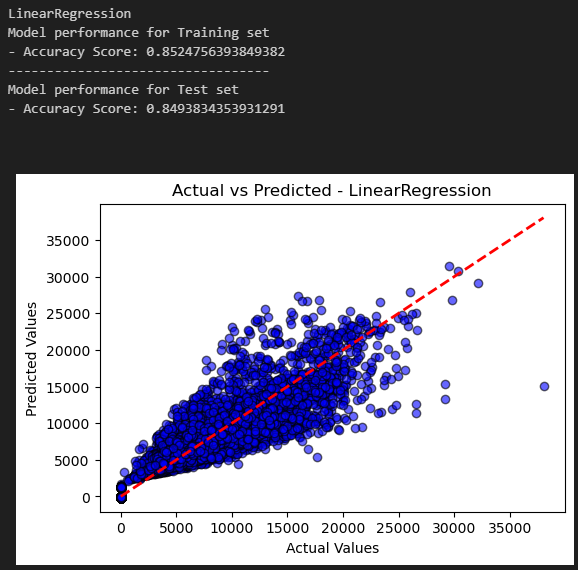 LinearRegression
Model performance for Training set
- Accuracy Score: 0.8524756393849382
----------------------------------
Model performance for Test set
- Accuracy Score: 0.8493834353931291
Actual vs Predicted - LinearRegression
Predicted Values
35000
30000
25000
20000
15000
10000
5000
0
0 5000 10000 15000 20000 25000 30000 35000
Actual Values